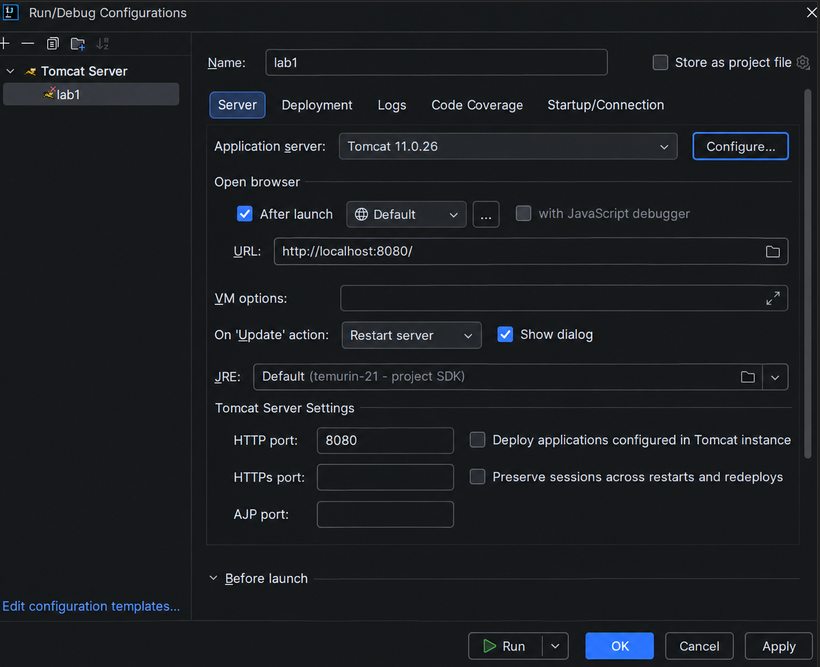 Run/Debug Configurations
Tomcat Server
lab1
Edit configuration templates...
Name: lab1 Store as project file
Server Deployment Logs Code Coverage Startup/Connection
Application server: Tomcat 11.0.26 Configure...
Open browser
After launch Default ... with JavaScript debugger
URL: http://localhost:8080/
VM options:
On 'Update' action: Restart server Show dialog
JRE: Default (temurin-21 - project SDK)
Tomcat Server Settings
HTTP port: 8080 Deploy applications configured in Tomcat instance
HTTPs port: Preserve sessions across restarts and redeploys
AJP port:
Before launch
Run OK Cancel Apply